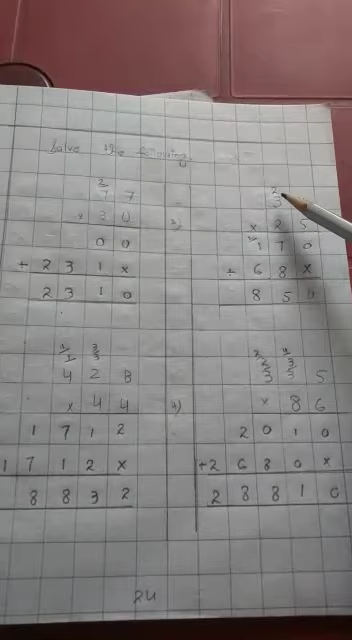 Solve the following.
2
7 7
× 3 0
0 0
+ 2 3 1 x
2 3 1 0
2)
2
3
× 2 5
1 7 0
+ 6 8 x
8 5 0
1 3
1 3
4 2 8
× 4 4
1 7 1 2
1 7 1 2 x
8 8 3 2
4)
2 4
2 3
3 3 5
× 8 6
2 0 1 0
+ 2 6 8 0 x
2 8 8 1 0
24